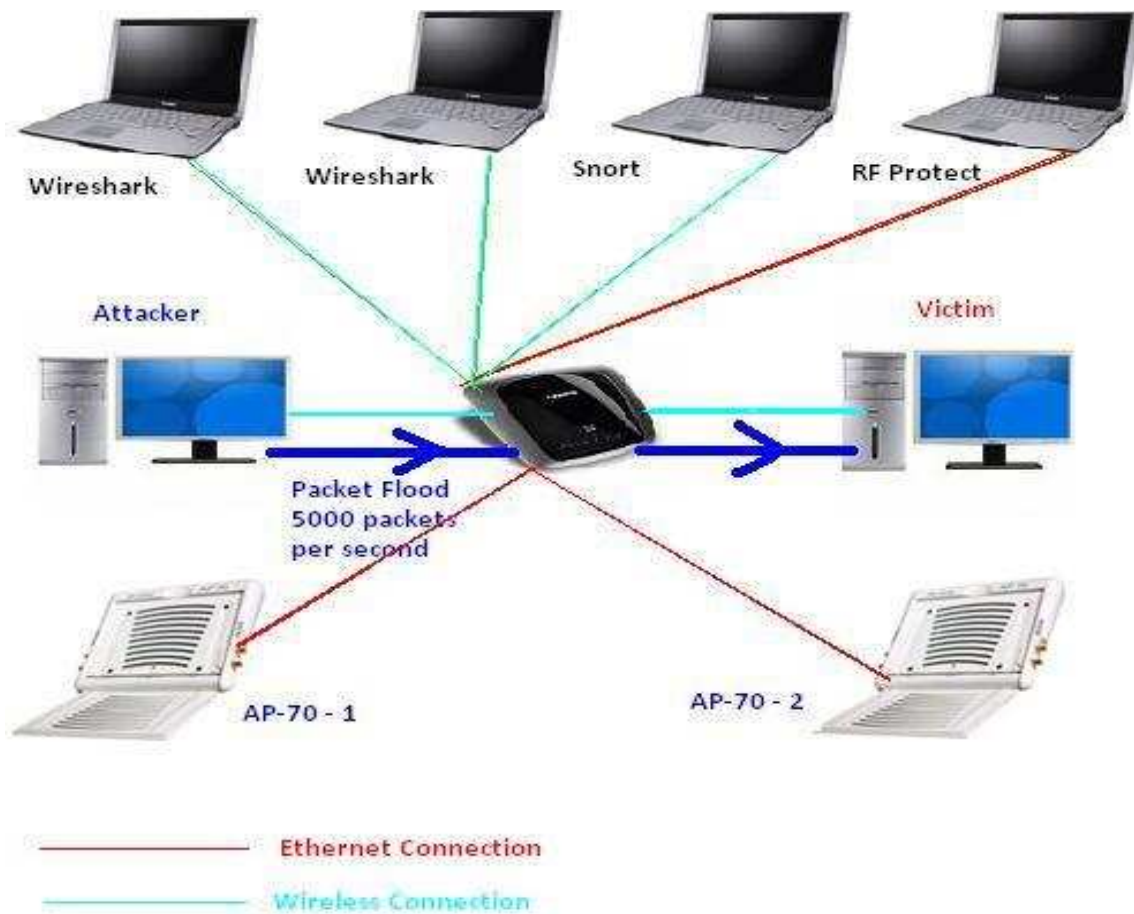 Wireshark
Wireshark
Snort
RF Protect
Attacker
Victim
Packet Flood
5000 packets
per second
AP-70 - 1
AP-70 - 2
Ethernet Connection
Wireless Connection